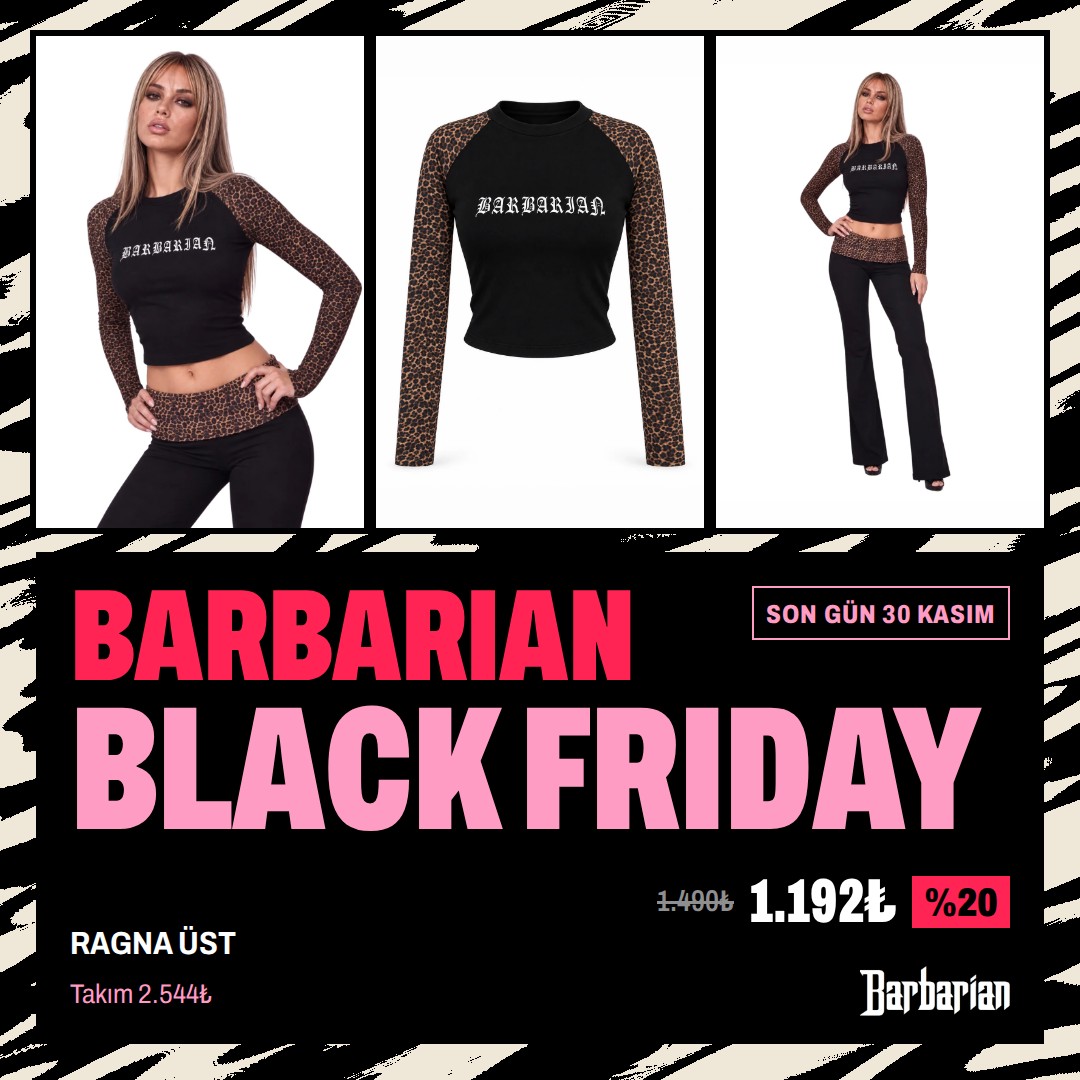 BARBARIAN
BARBARIAN
BARBARIAN
BARBARIAN
SON GÜN 30 KASIM
BLACK FRIDAY
1.490₺ 1.192₺ %20
RAGNA ÜST
Takım 2.544₺
Barbarian